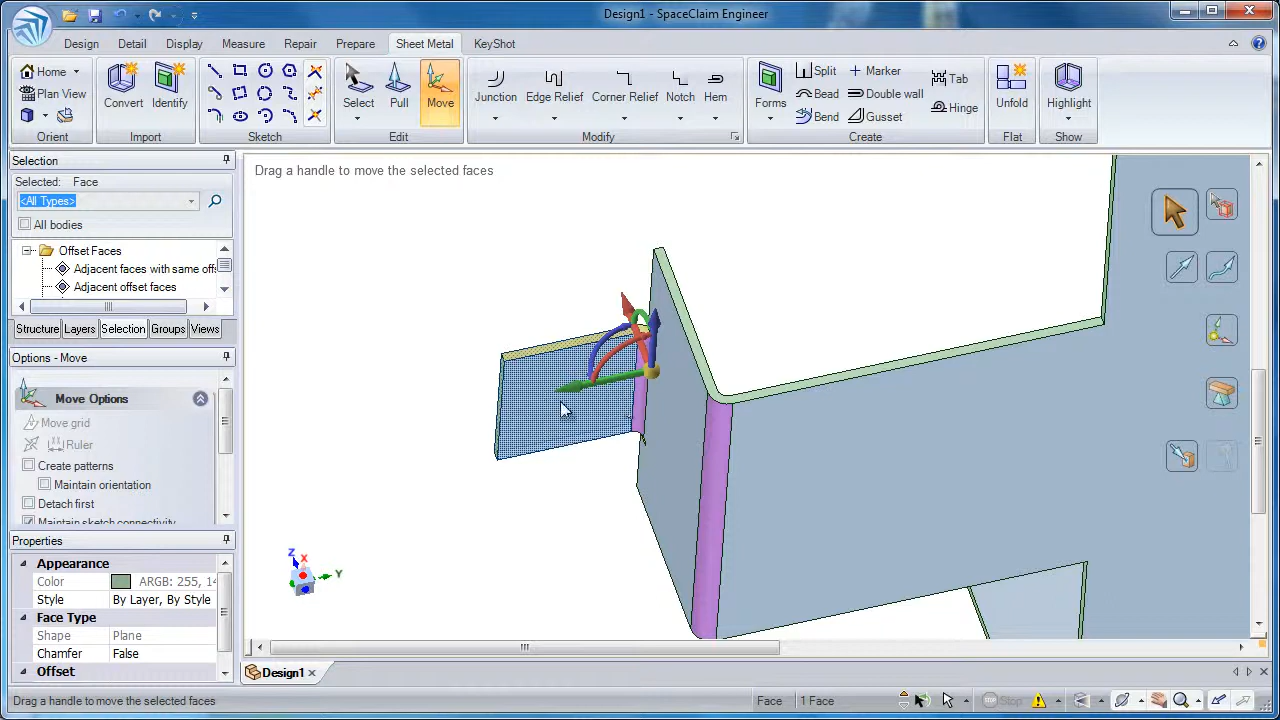 Design1 - SpaceClaim Engineer
Design Detail Display Measure Repair Prepare Sheet Metal KeyShot
Home
Plan View
Orient
Convert Identify
Import
Sketch
Select Pull Move
Edit
Junction Edge Relief Corner Relief Notch Hem
Modify
Forms
Split
Bead
Bend
Marker
Double wall
Gusset
Tab
Hinge
Create
Unfold
Flat
Highlight
Show
Selection
Selected: Face
<All Types>
All bodies
Offset Faces
Adjacent faces with same offs
Adjacent offset faces
Structure Layers Selection Groups Views
Options - Move
Move Options
Move grid
Ruler
Create patterns
Maintain orientation
Detach first
Maintain sketch connectivity
Properties
Appearance
Color ARGB: 255, 14
Style By Layer, By Style
Face Type
Shape Plane
Chamfer False
Offset
Drag a handle to move the selected faces
Z X Y
Design1
Drag a handle to move the selected faces
Face 1 Face
Stop